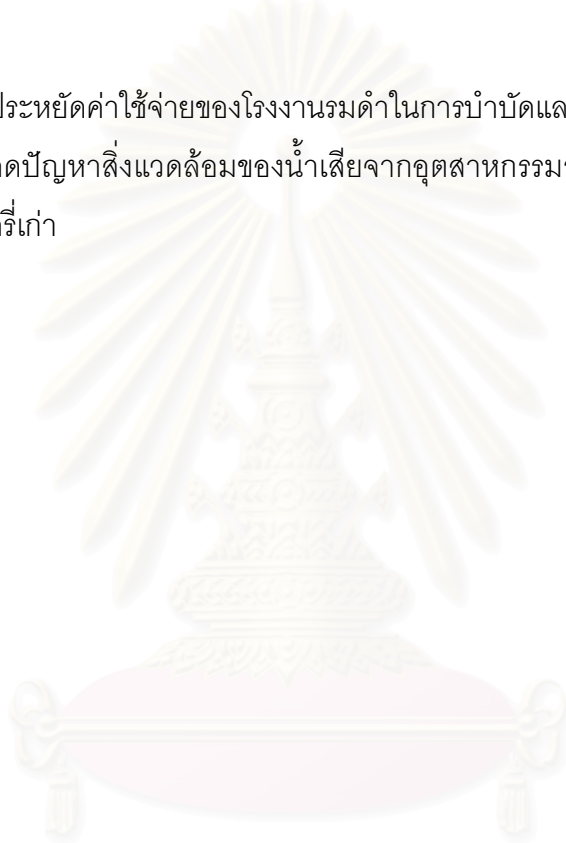 ประหยัดค่าใช้จ่ายของโรงงานรมดำในการบำบัดแล
ลดปัญหาสิ่งแวดล้อมของน้ำเสียจากอุตสาหกรรม
รี่เก่า